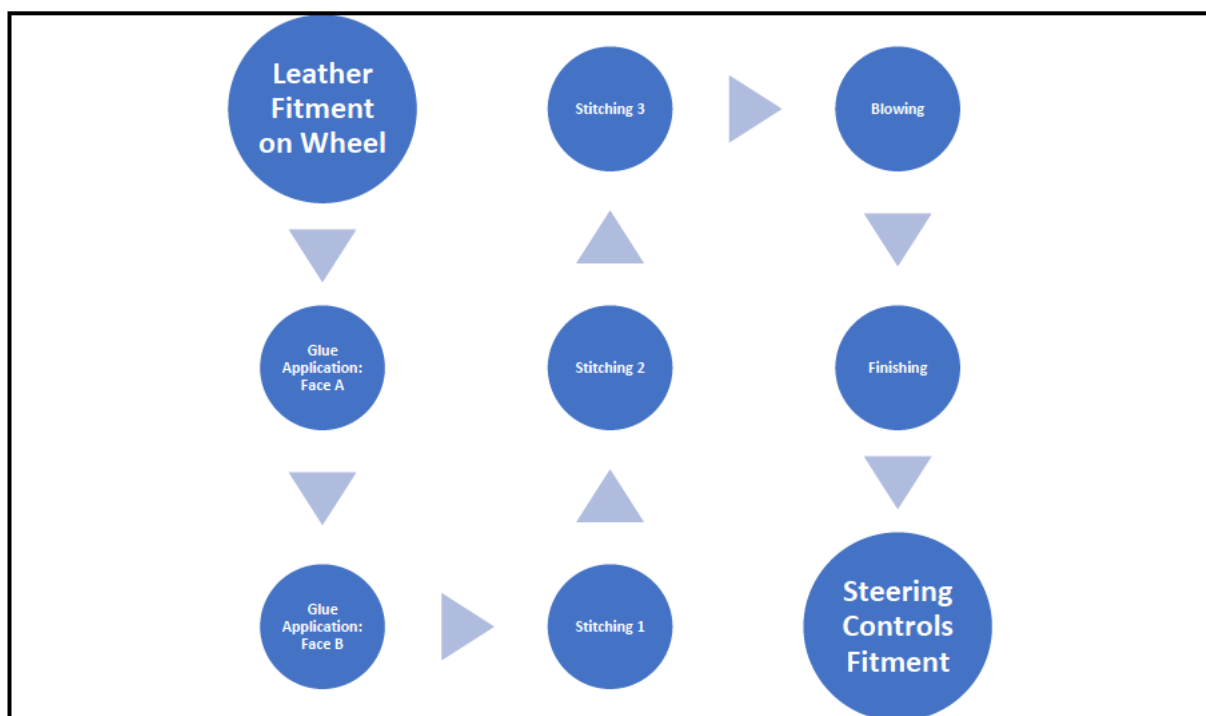 Leather
Fitment
on Wheel
Glue
Application:
Face A
Glue
Application:
Face B
Stitching 1
Stitching 2
Stitching 3
Blowing
Finishing
Steering
Controls
Fitment